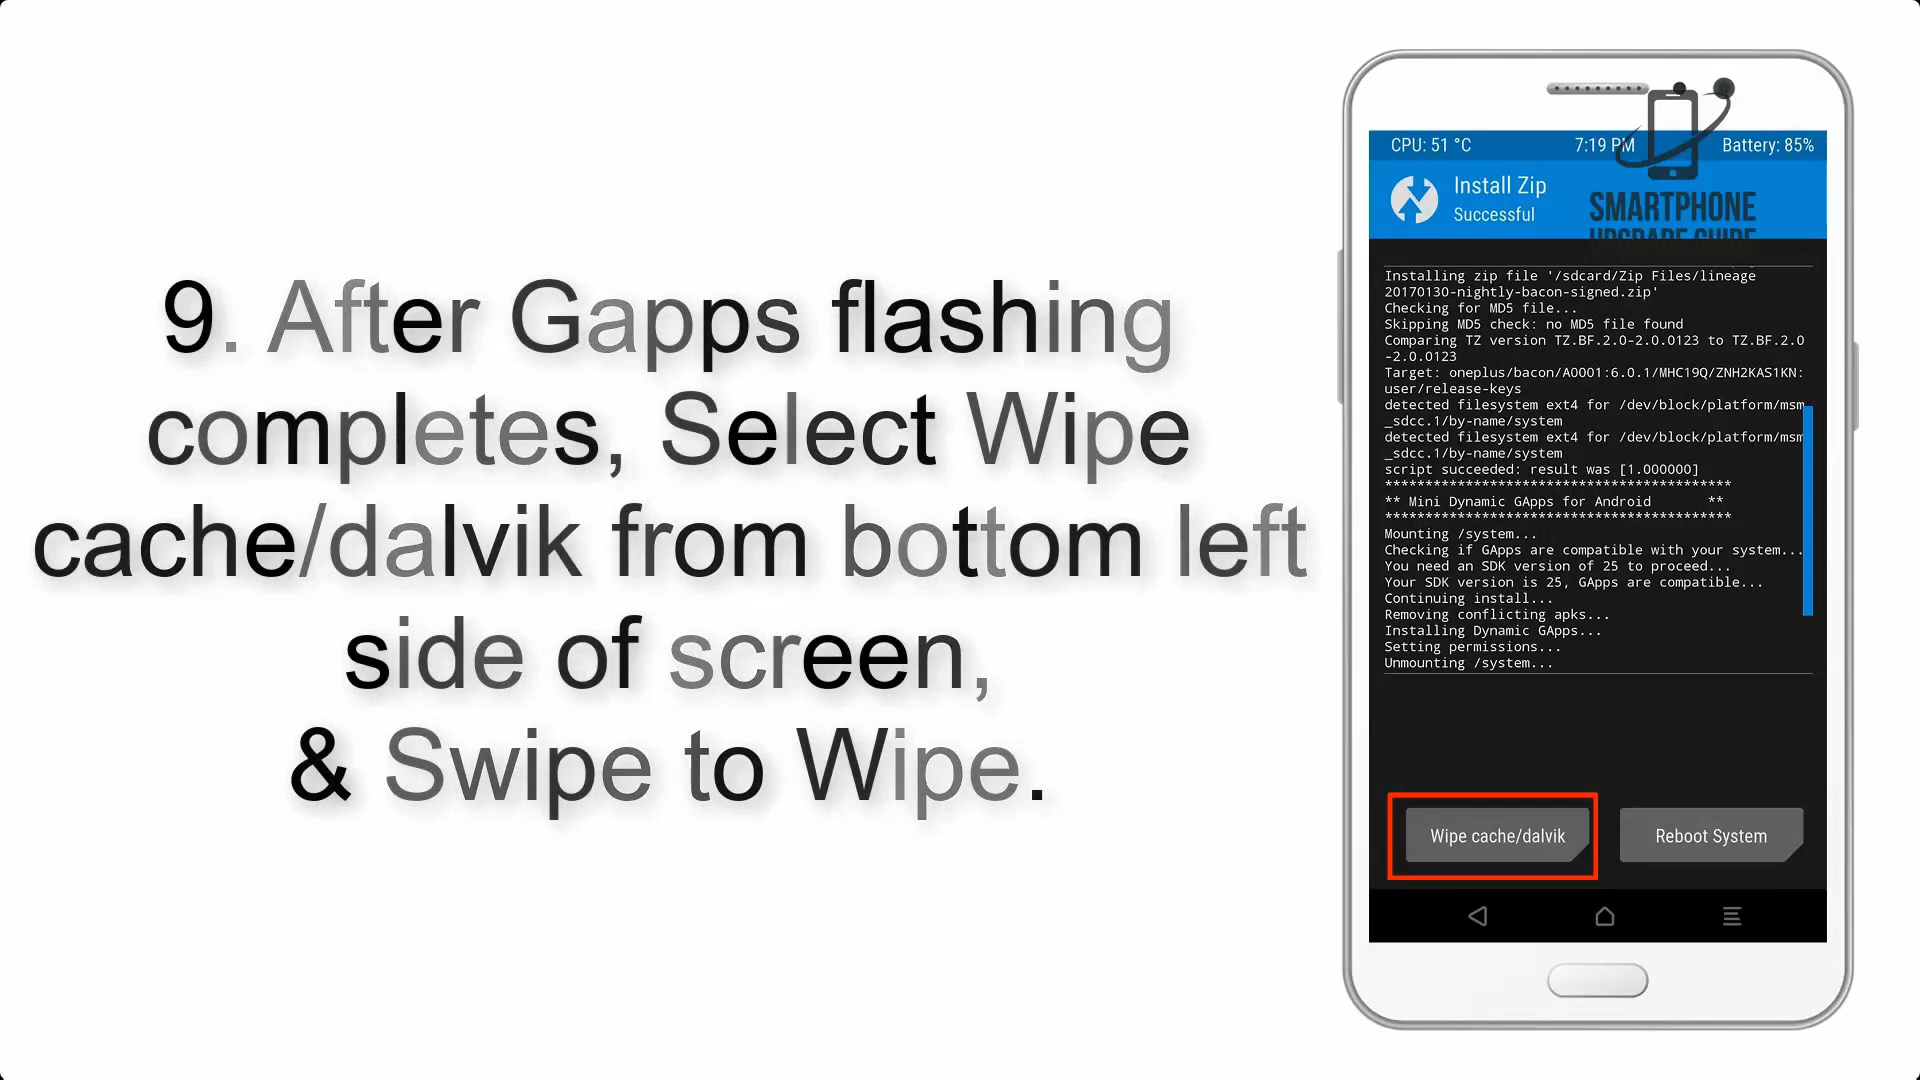 9. After Gapps flashing
completes, Select Wipe
cache/dalvik from bottom left
side of screen,
& Swipe to Wipe.
CPU: 51 °C 7:19 PM Battery: 85%
Install Zip
Successful
SMARTPHONE
UPGRADE GUIDE
Installing zip file '/sdcard/Zip Files/lineage
20170130-nightly-bacon-signed.zip'
Checking for MD5 file...
Skipping MD5 check: no MD5 file found
Comparing TZ version TZ.BF.2.0-2.0.0123 to TZ.BF.2.0
-2.0.0123
Target: oneplus/bacon/A0001:6.0.1/MHC19Q/ZNH2KAS1KN:
user/release-keys
detected filesystem ext4 for /dev/block/platform/msm
_sdcc.1/by-name/system
detected filesystem ext4 for /dev/block/platform/msm
_sdcc.1/by-name/system
script succeeded: result was [1.000000]
*******************************************
** Mini Dynamic GApps for Android       **
*******************************************
Mounting /system...
Checking if GApps are compatible with your system...
You need an SDK version of 25 to proceed...
Your SDK version is 25, GApps are compatible...
Continuing install...
Removing conflicting apks...
Installing Dynamic GApps...
Setting permissions...
Unmounting /system...
Wipe cache/dalvik
Reboot System